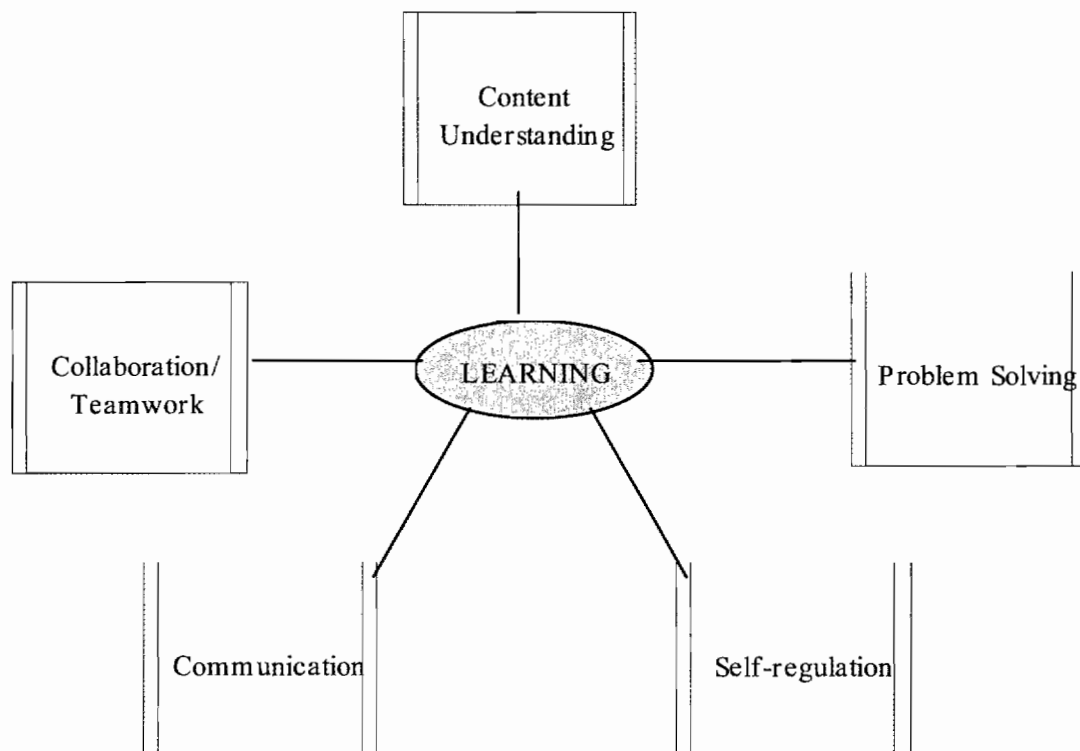 Content
Understanding
Collaboration/
Teamwork
LEARNING
Problem Solving
Communication
Self-regulation